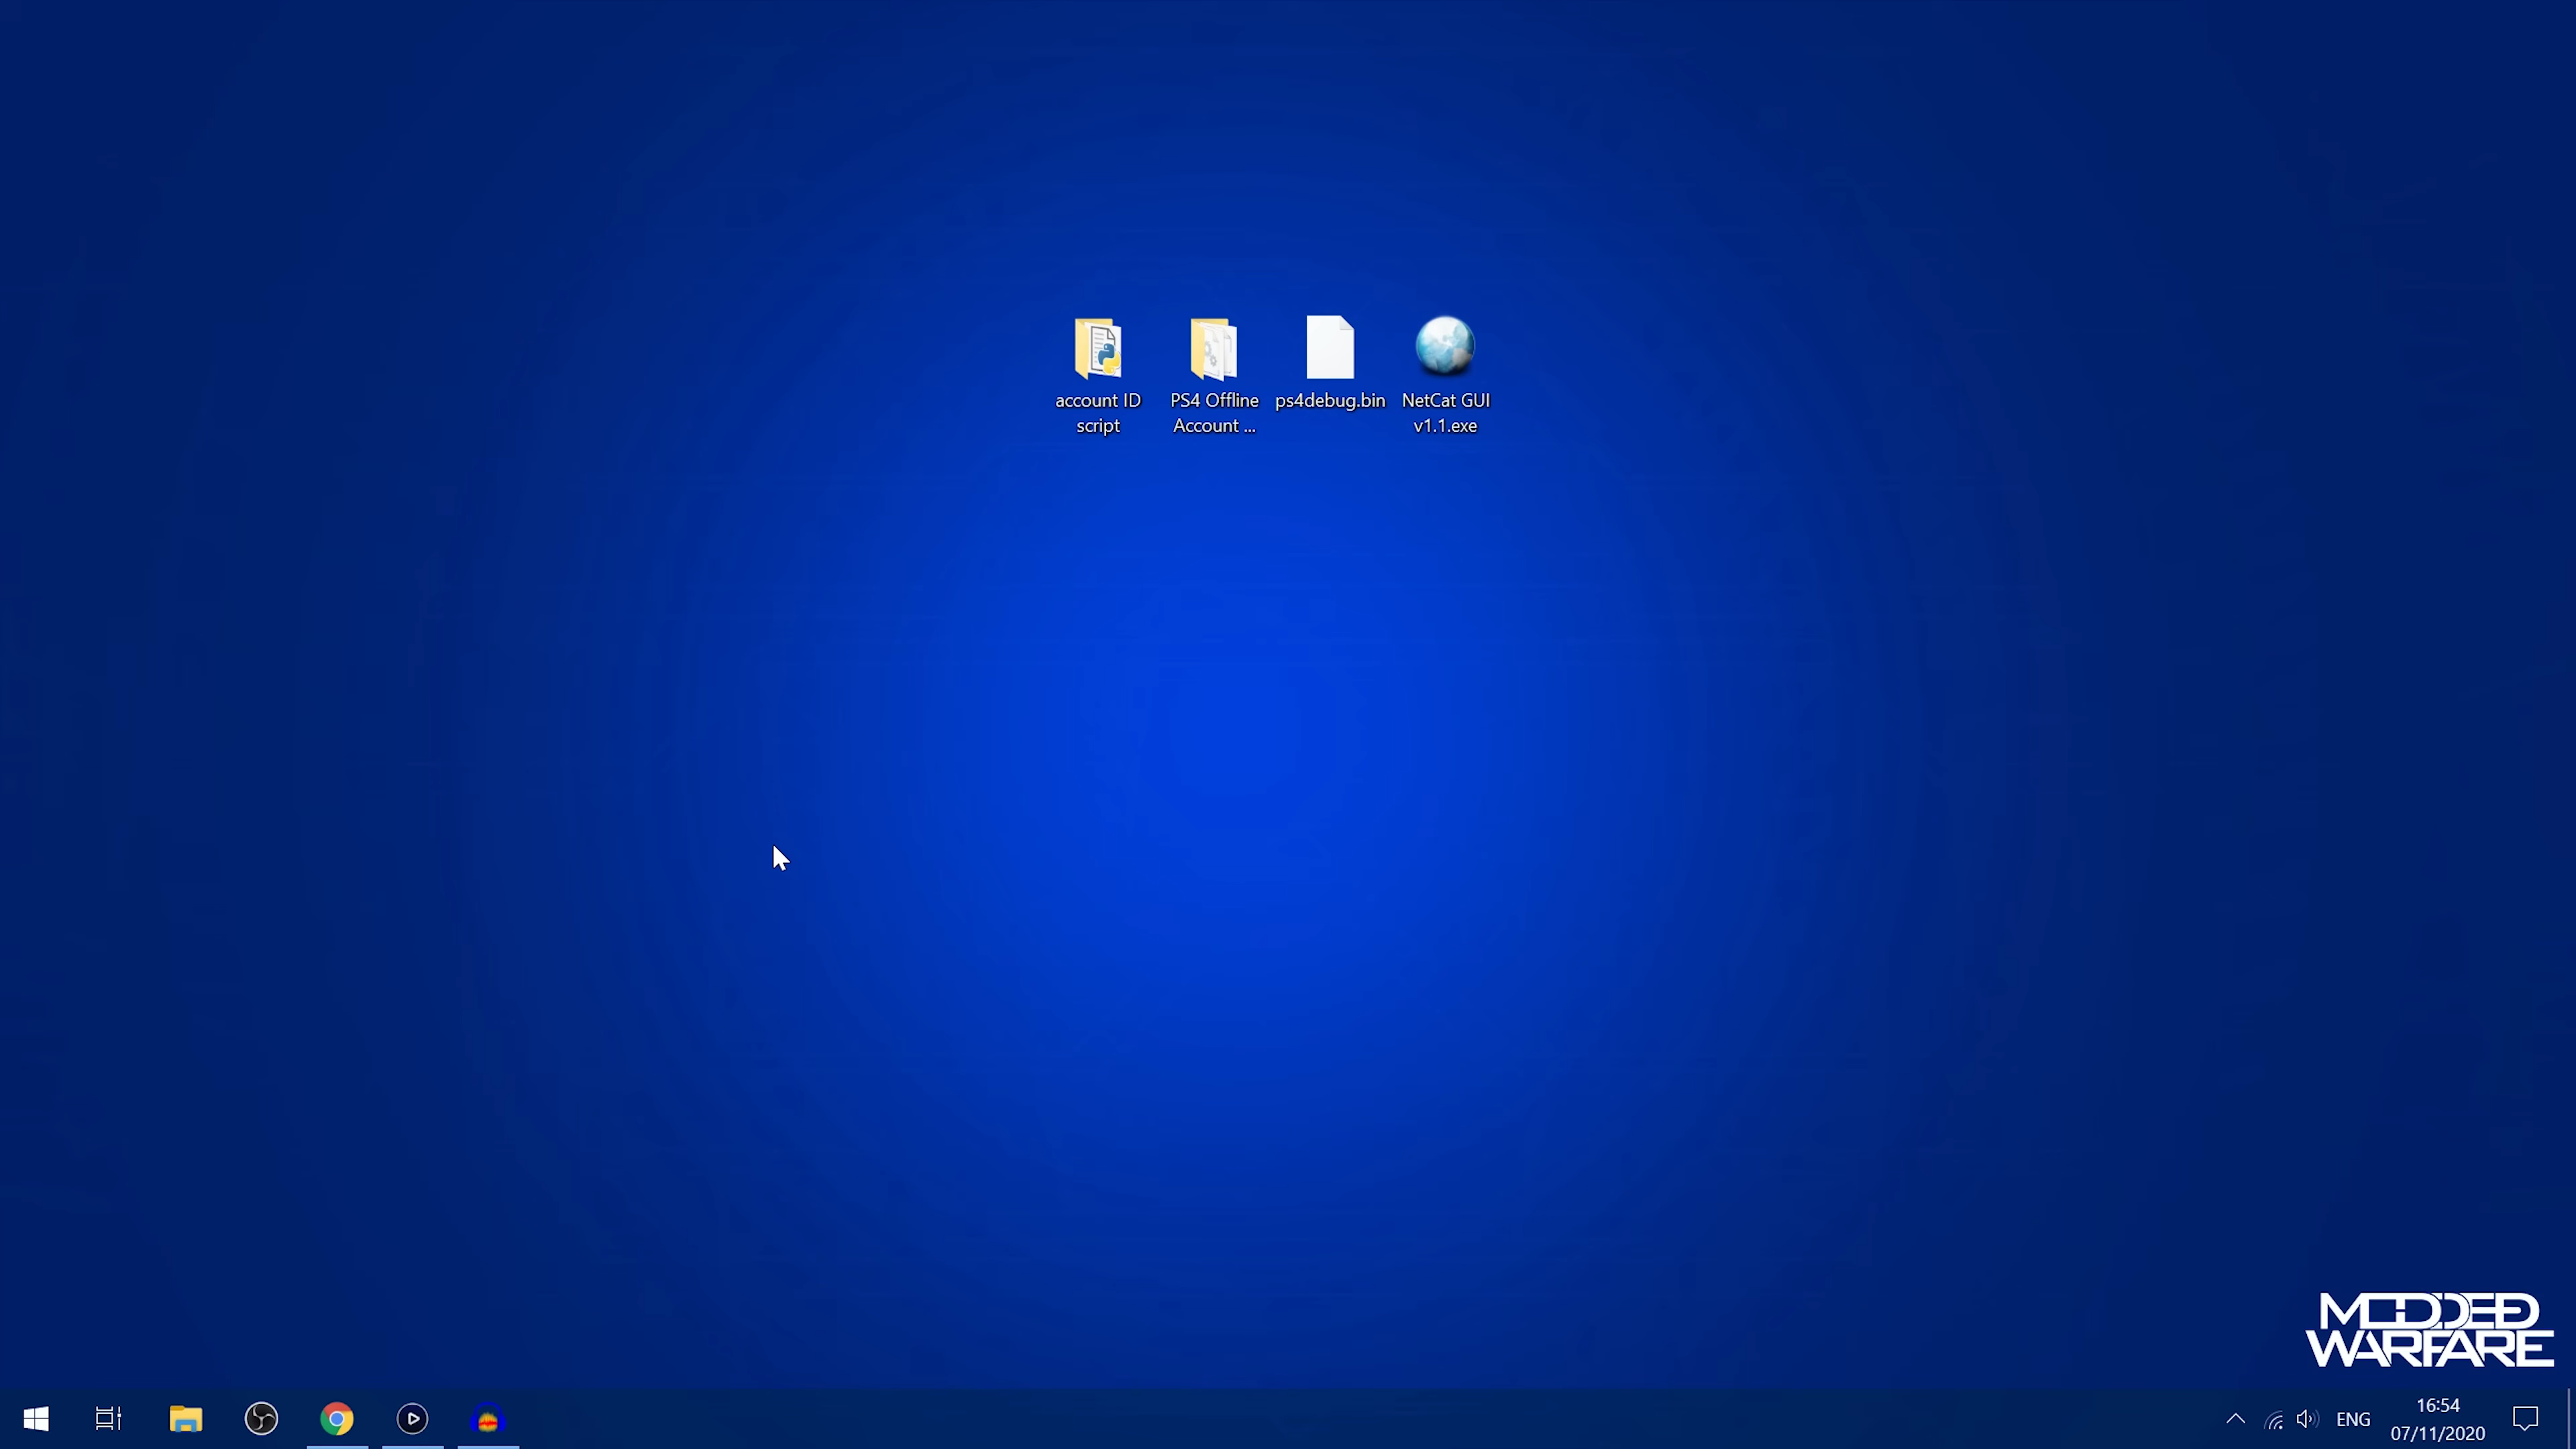 account ID
script
PS4 Offline
Account ...
ps4debug.bin
NetCat GUI
v1.1.exe
MODDED
WARFARE
ENG
16:54
07/11/2020